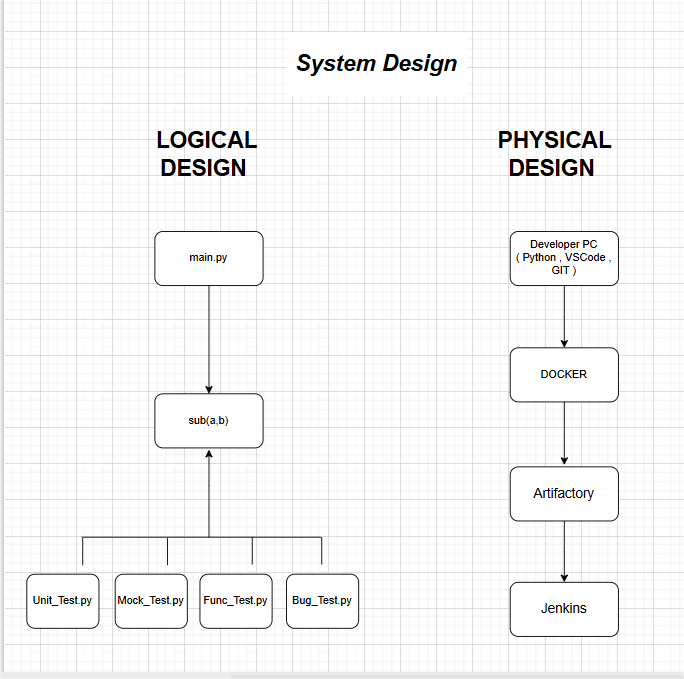 System Design
LOGICAL
DESIGN
PHYSICAL
DESIGN
main.py
Developer PC
( Python , VSCode ,
GIT )
DOCKER
sub(a,b)
Artifactory
Unit_Test.py
Mock_Test.py
Func_Test.py
Bug_Test.py
Jenkins